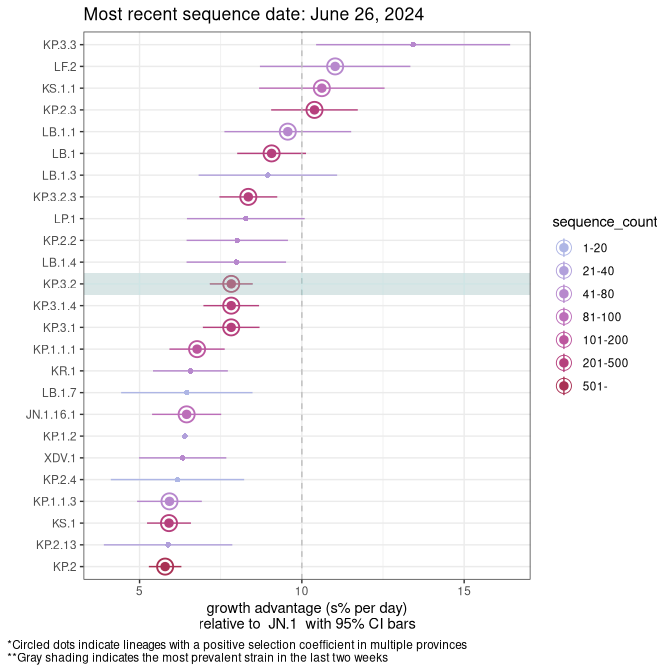 Most recent sequence date: June 26, 2024
KP.3.3
LF.2
KS.1.1
KP.2.3
LB.1.1
LB.1
LB.1.3
KP.3.2.3
LP.1
KP.2.2
LB.1.4
KP.3.2
KP.3.1.4
KP.3.1
KP.1.1.1
KR.1
LB.1.7
JN.1.16.1
KP.1.2
XDV.1
KP.2.4
KP.1.1.3
KS.1
KP.2.13
KP.2
5 10 15
growth advantage (s% per day)
relative to JN.1 with 95% CI bars
sequence_count
1-20
21-40
41-80
81-100
101-200
201-500
501-
*Circled dots indicate lineages with a positive selection coefficient in multiple provinces
**Gray shading indicates the most prevalent strain in the last two weeks